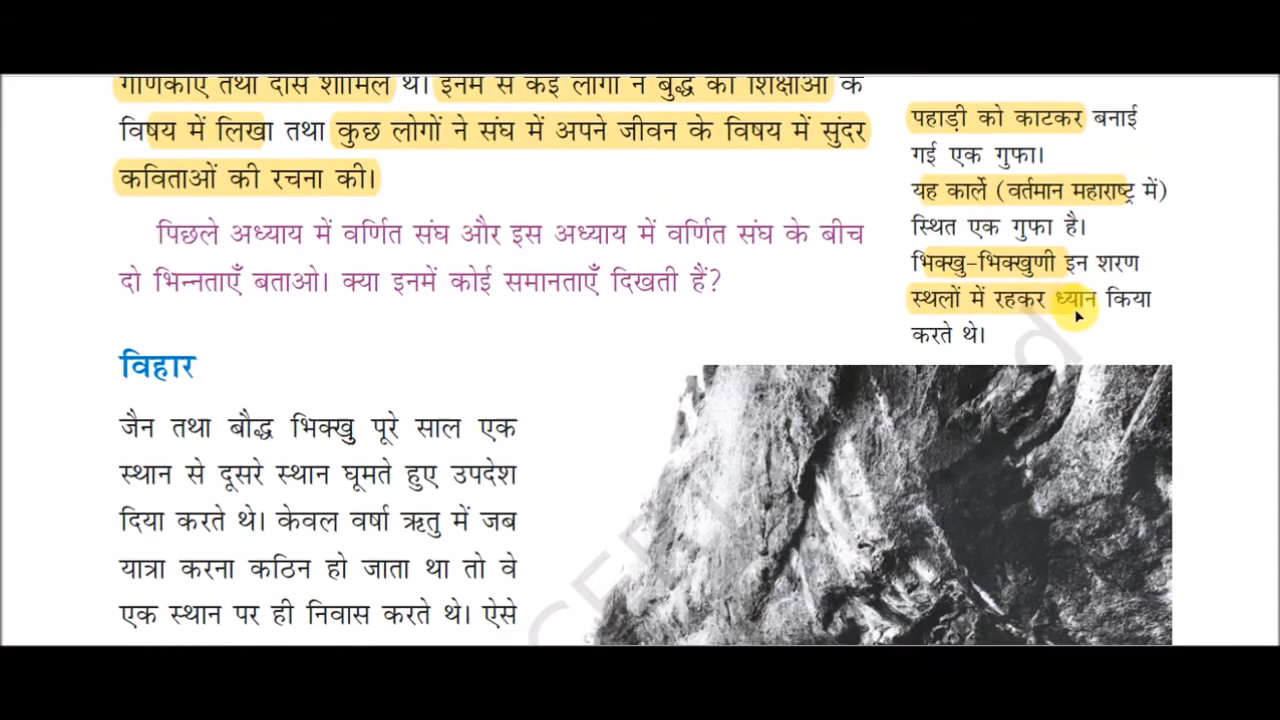 गणिकाएँ तथा दास शामिल थे। इनमें से कई लोगों ने बुद्ध की शिक्षाओं के
विषय में लिखा तथा कुछ लोगों ने संघ में अपने जीवन के विषय में सुंदर
कविताओं की रचना की।
पिछले अध्याय में वर्णित संघ और इस अध्याय में वर्णित संघ के बीच
दो भिन्नताएँ बताओ। क्या इनमें कोई समानताएँ दिखती हैं?
विहार
जैन तथा बौद्ध भिक्खु पूरे साल एक
स्थान से दूसरे स्थान घूमते हुए उपदेश
दिया करते थे। केवल वर्षा ऋतु में जब
यात्रा करना कठिन हो जाता था तो वे
एक स्थान पर ही निवास करते थे। ऐसे
पहाड़ी को काटकर बनाई
गई एक गुफा।
यह कार्ले (वर्तमान महाराष्ट्र में)
स्थित एक गुफा है।
भिक्खु-भिक्खुणी इन शरण
स्थलों में रहकर ध्यान किया
करते थे।